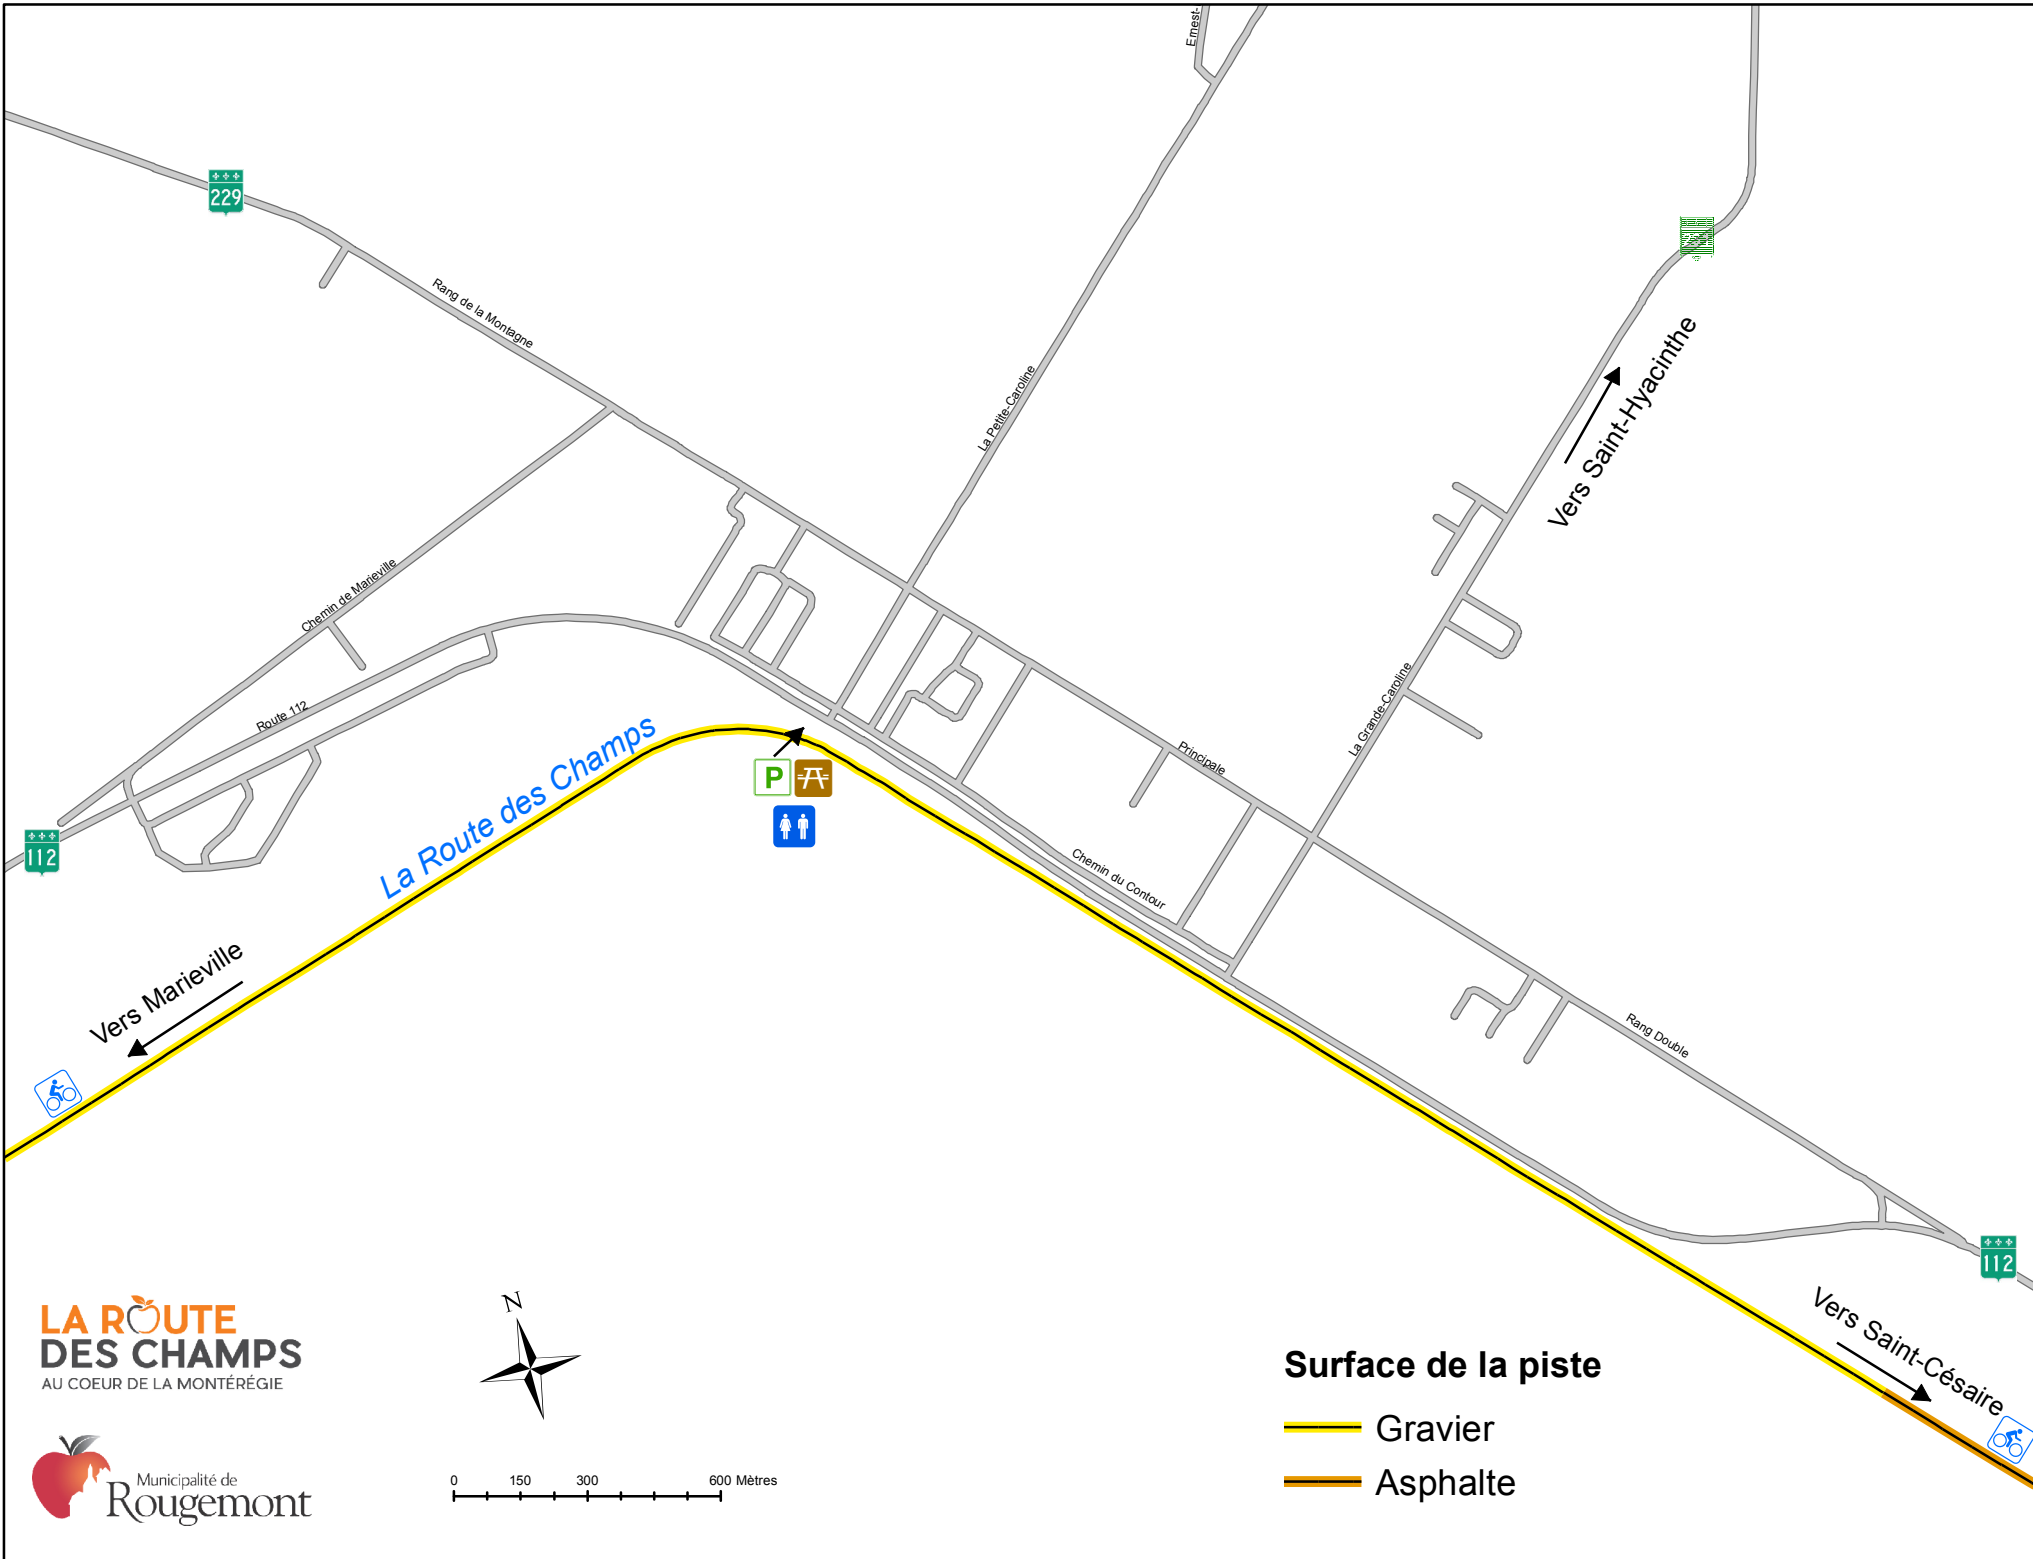 Ernest-
229
Rang de la Montagne
La Petite-Caroline
Vers Saint-Hyacinthe
Chemin de Marieville
Route 112
La Route des Champs
La Grande-Caroline
Principale
P
112
Chemin du Contour
Vers Marieville
Rang Double
112
Vers Saint-Césaire
LA ROUTE
DES CHAMPS
AU COEUR DE LA MONTÉRÉGIE
N
Surface de la piste
Gravier
Asphalte
Municipalité de
Rougemont
0 150 300 600 Mètres